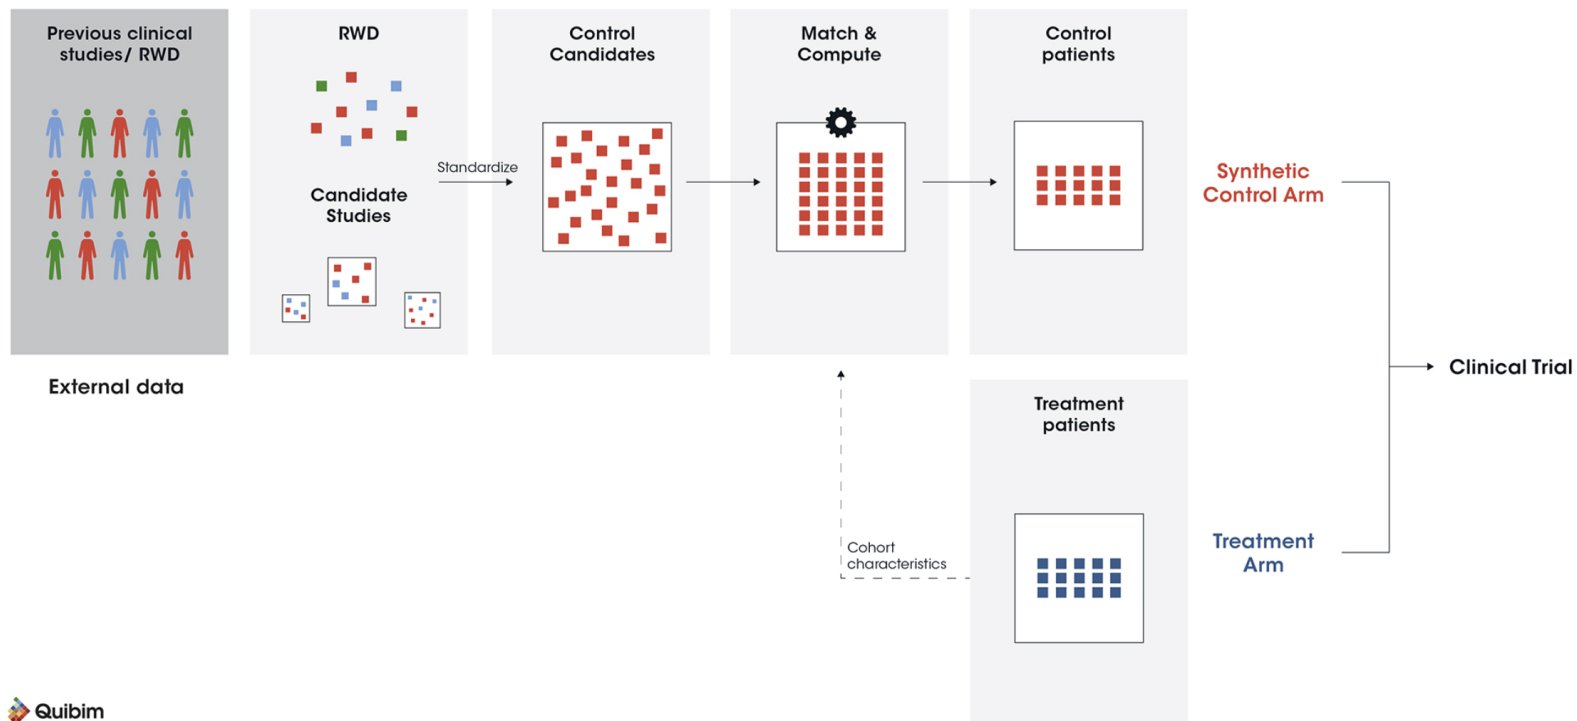 Previous clinical
studies/ RWD
RWD
Control
Candidates
Match &
Compute
Control
patients
Standardize
Candidate
Studies
Synthetic
Control Arm
External data
Clinical Trial
Treatment
patients
Cohort
characteristics
Treatment
Arm
Quibim